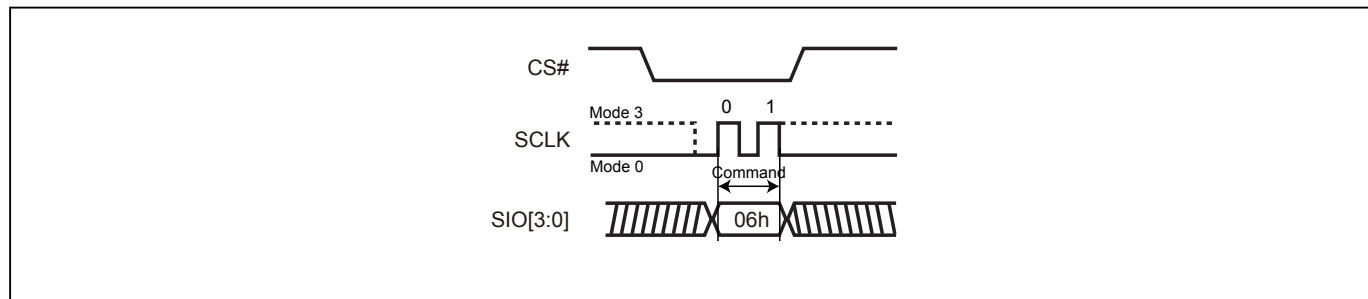 CS#
Mode 3 0 1
SCLK
Mode 0
Command
SIO[3:0] 06h